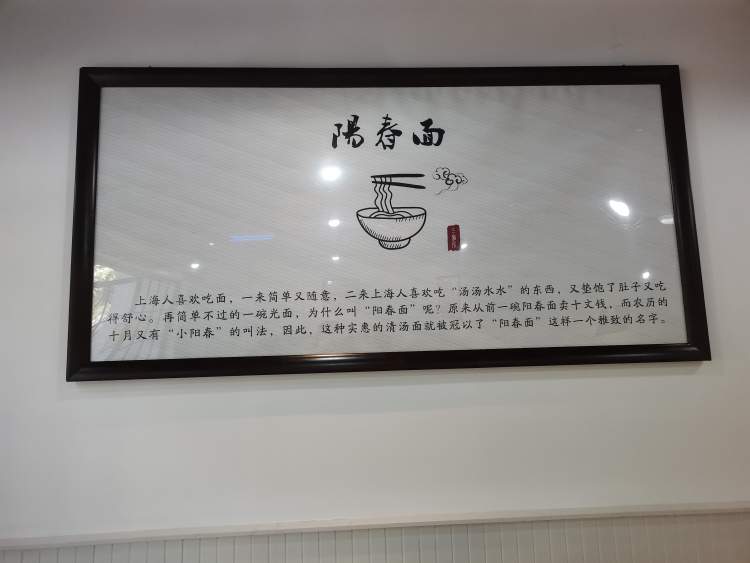 陽春面
上海人喜欢吃面，一来简单又随意，二来上海人喜欢吃“汤汤水水”的东西，又垫饱了肚子又吃
得舒心。再简单不过的一碗光面，为什么叫“阳春面”呢？原来从前一碗阳春面卖十文钱，而农历的
十月又有“小阳春”的叫法，因此，这种实惠的清汤面就被冠以了“阳春面”这样一个雅致的名字。